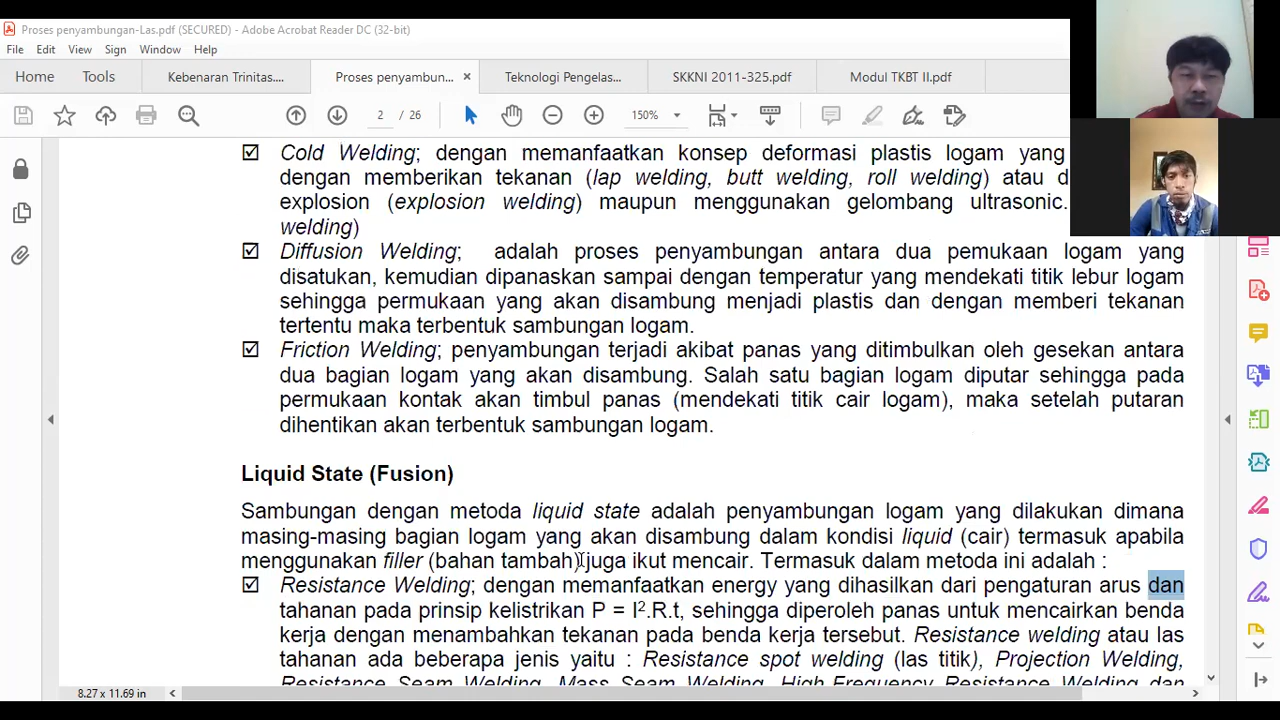 Proses penyambungan-Las.pdf (SECURED) - Adobe Acrobat Reader DC (32-bit)
File Edit View Sign Window Help
Home Tools Kebenaran Trinitas.... Proses penyambun... × Teknologi Pengelas... SKKNI 2011-325.pdf Modul TKBT II.pdf
2 / 26 150%
Cold Welding; dengan memanfaatkan konsep deformasi plastis logam yang
dengan memberikan tekanan (lap welding, butt welding, roll welding) atau
explosion (explosion welding) maupun menggunakan gelombang ultrasonic.
welding)
Diffusion Welding; adalah proses penyambungan antara dua pemukaan logam yang
disatukan, kemudian dipanaskan sampai dengan temperatur yang mendekati titik lebur logam
sehingga permukaan yang akan disambung menjadi plastis dan dengan memberi tekanan
tertentu maka terbentuk sambungan logam.
Friction Welding; penyambungan terjadi akibat panas yang ditimbulkan oleh gesekan antara
dua bagian logam yang akan disambung. Salah satu bagian logam diputar sehingga pada
permukaan kontak akan timbul panas (mendekati titik cair logam), maka setelah putaran
dihentikan akan terbentuk sambungan logam.
Liquid State (Fusion)
Sambungan dengan metoda liquid state adalah penyambungan logam yang dilakukan dimana
masing-masing bagian logam yang akan disambung dalam kondisi liquid (cair) termasuk apabila
menggunakan filler (bahan tambah) juga ikut mencair. Termasuk dalam metoda ini adalah :
Resistance Welding; dengan memanfaatkan energy yang dihasilkan dari pengaturan arus dan
tahanan pada prinsip kelistrikan P = I².R.t, sehingga diperoleh panas untuk mencairkan benda
kerja dengan menambahkan tekanan pada benda kerja tersebut. Resistance welding atau las
tahanan ada beberapa jenis yaitu : Resistance spot welding (las titik), Projection Welding,
Resistance Seam Welding, Mass Seam Welding, High Frequency Resistance Welding dan
8.27 x 11.69 in